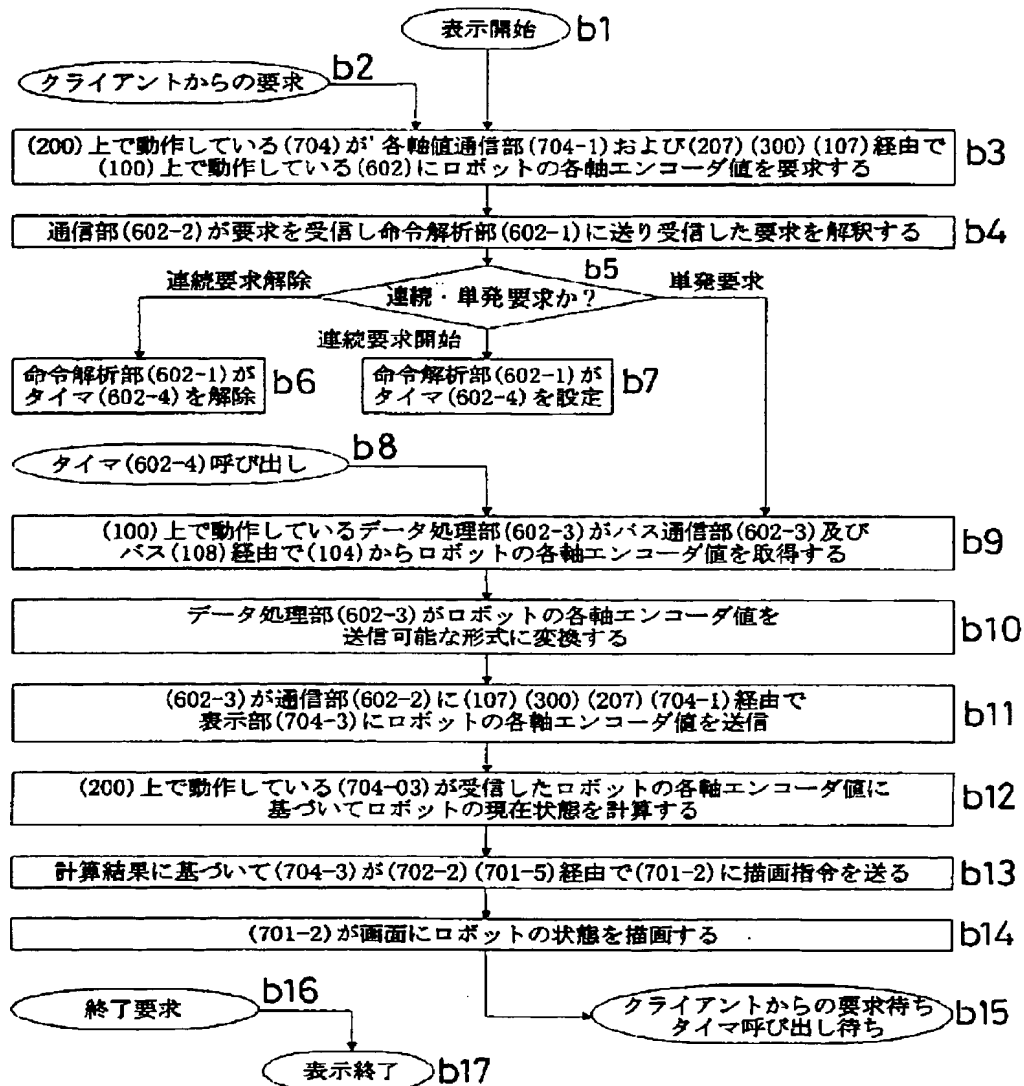 表示開始 b1
クライアントからの要求 b2
(200)上で動作している(704)が'各軸値通信部(704-1)および(207)(300)(107)経由で
(100)上で動作している(602)にロボットの各軸エンコーダ値を要求する b3
通信部(602-2)が要求を受信し命令解析部(602-1)に送り受信した要求を解釈する b4
b5
連続・単発要求か?
連続要求解除
単発要求
連続要求開始
命令解析部(602-1)が
タイマ(602-4)を解除 b6
命令解析部(602-1)が
タイマ(602-4)を設定 b7
タイマ(602-4)呼び出し b8
(100)上で動作しているデータ処理部(602-3)がバス通信部(602-3)及び
バス(108)経由で(104)からロボットの各軸エンコーダ値を取得する b9
データ処理部(602-3)がロボットの各軸エンコーダ値を
送信可能な形式に変換する b10
(602-3)が通信部(602-2)に(107)(300)(207)(704-1)経由で
表示部(704-3)にロボットの各軸エンコーダ値を送信 b11
(200)上で動作している(704-03)が受信したロボットの各軸エンコーダ値に
基づいてロボットの現在状態を計算する b12
計算結果に基づいて(704-3)が(702-2)(701-5)経由で(701-2)に描画指令を送る b13
(701-2)が画面にロボットの状態を描画する b14
クライアントからの要求待ち
タイマ呼び出し待ち b15
終了要求 b16
表示終了 b17